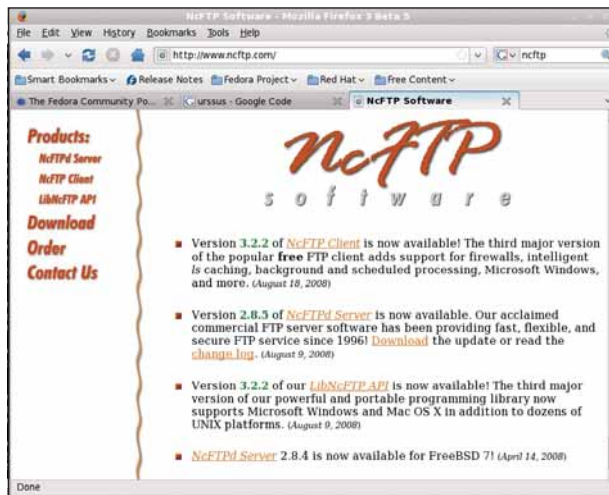 NcFTP Software - Mozilla Firefox 3 Beta 5
File Edit View History Bookmarks Tools Help
http://www.ncftp.com/
ncftp
Smart Bookmarks Release Notes Fedora Project Red Hat Free Content
The Fedora Community Po... urssus - Google Code NcFTP Software
Products:
NcFTPd Server
NcFTP Client
LibNcFTP API
Download
Order
Contact Us
NcFTP
software
Version 3.2.2 of NcFTP Client is now available! The third major version
of the popular free FTP client adds support for firewalls, intelligent
ls caching, background and scheduled processing, Microsoft Windows,
and more. (August 18, 2008)
Version 2.8.5 of NcFTPd Server is now available. Our acclaimed
commercial FTP server software has been providing fast, flexible, and
secure FTP service since 1996! Download the update or read the
change log. (August 9, 2008)
Version 3.2.2 of our LibNcFTP API is now available! The third major
version of our powerful and portable programming library now
supports Microsoft Windows and Mac OS X in addition to dozens of
UNIX platforms. (August 9, 2008)
NcFTPd Server 2.8.4 is now available for FreeBSD 7! (April 14, 2008)
Done